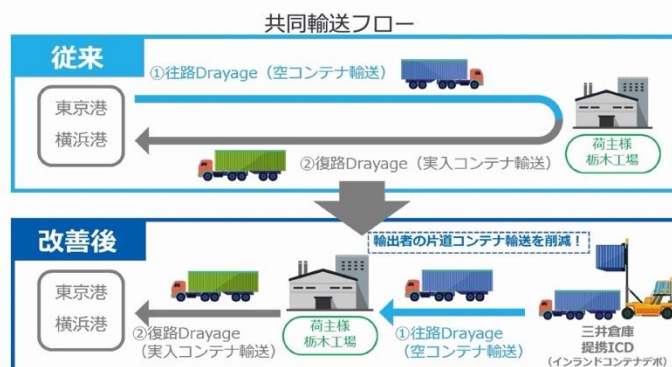 共同輸送フロー
従来
①往路Drayage（空コンテナ輸送）
東京港
横浜港
②復路Drayage（実入コンテナ輸送）
荷主様
栃木工場
改善後
輸出者の片道コンテナ輸送を削減！
東京港
横浜港
②復路Drayage
（実入コンテナ輸送）
荷主様
栃木工場
①往路Drayage
（空コンテナ輸送）
三井倉庫
提携ICD
（インランドコンテナデポ）